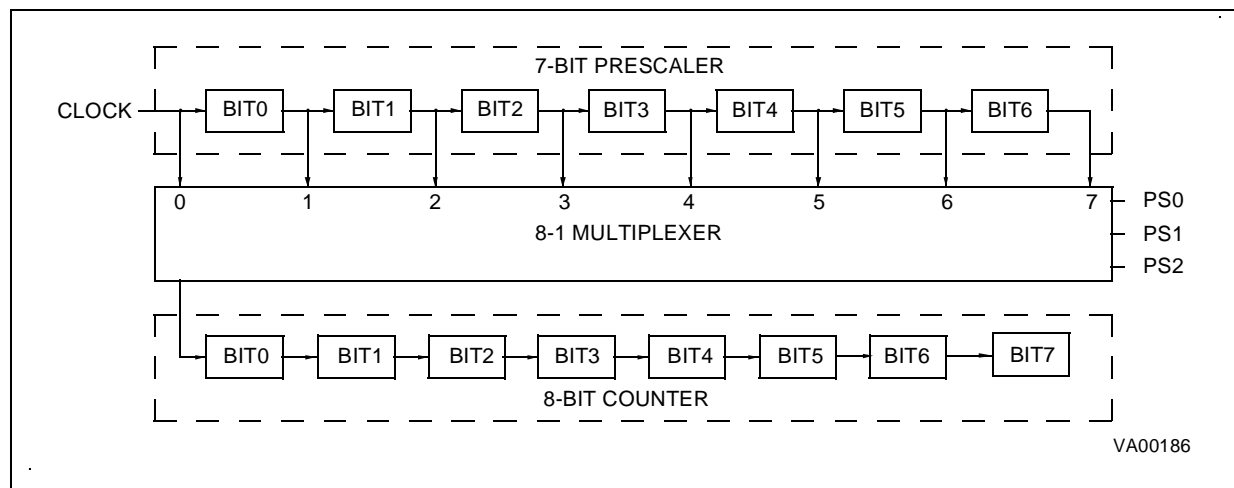 7-BIT PRESCALER
CLOCK BIT0 BIT1 BIT2 BIT3 BIT4 BIT5 BIT6
0 1 2 3 4 5 6 7 PS0
8-1 MULTIPLEXER PS1
PS2
BIT0 BIT1 BIT2 BIT3 BIT4 BIT5 BIT6 BIT7
8-BIT COUNTER
VA00186